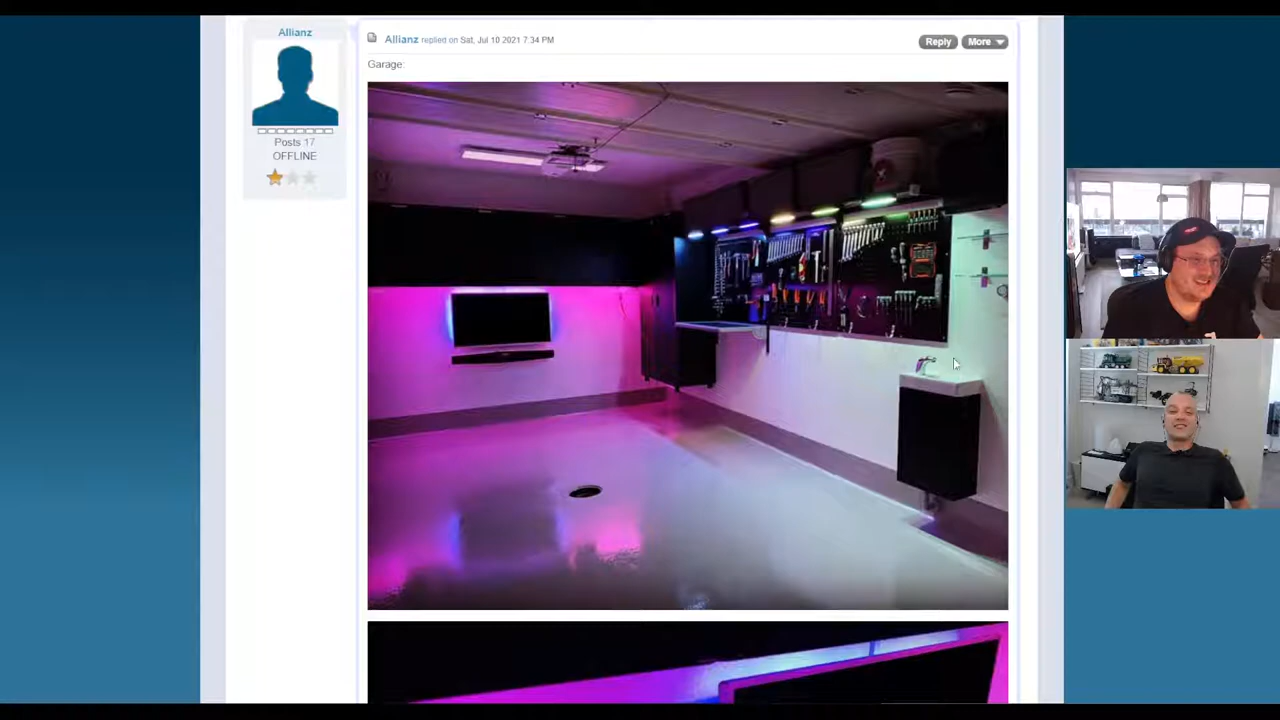 Allianz
Posts 17
OFFLINE
Allianz replied on Sat, Jul 10 2021 7:34 PM
Reply
More
Garage: